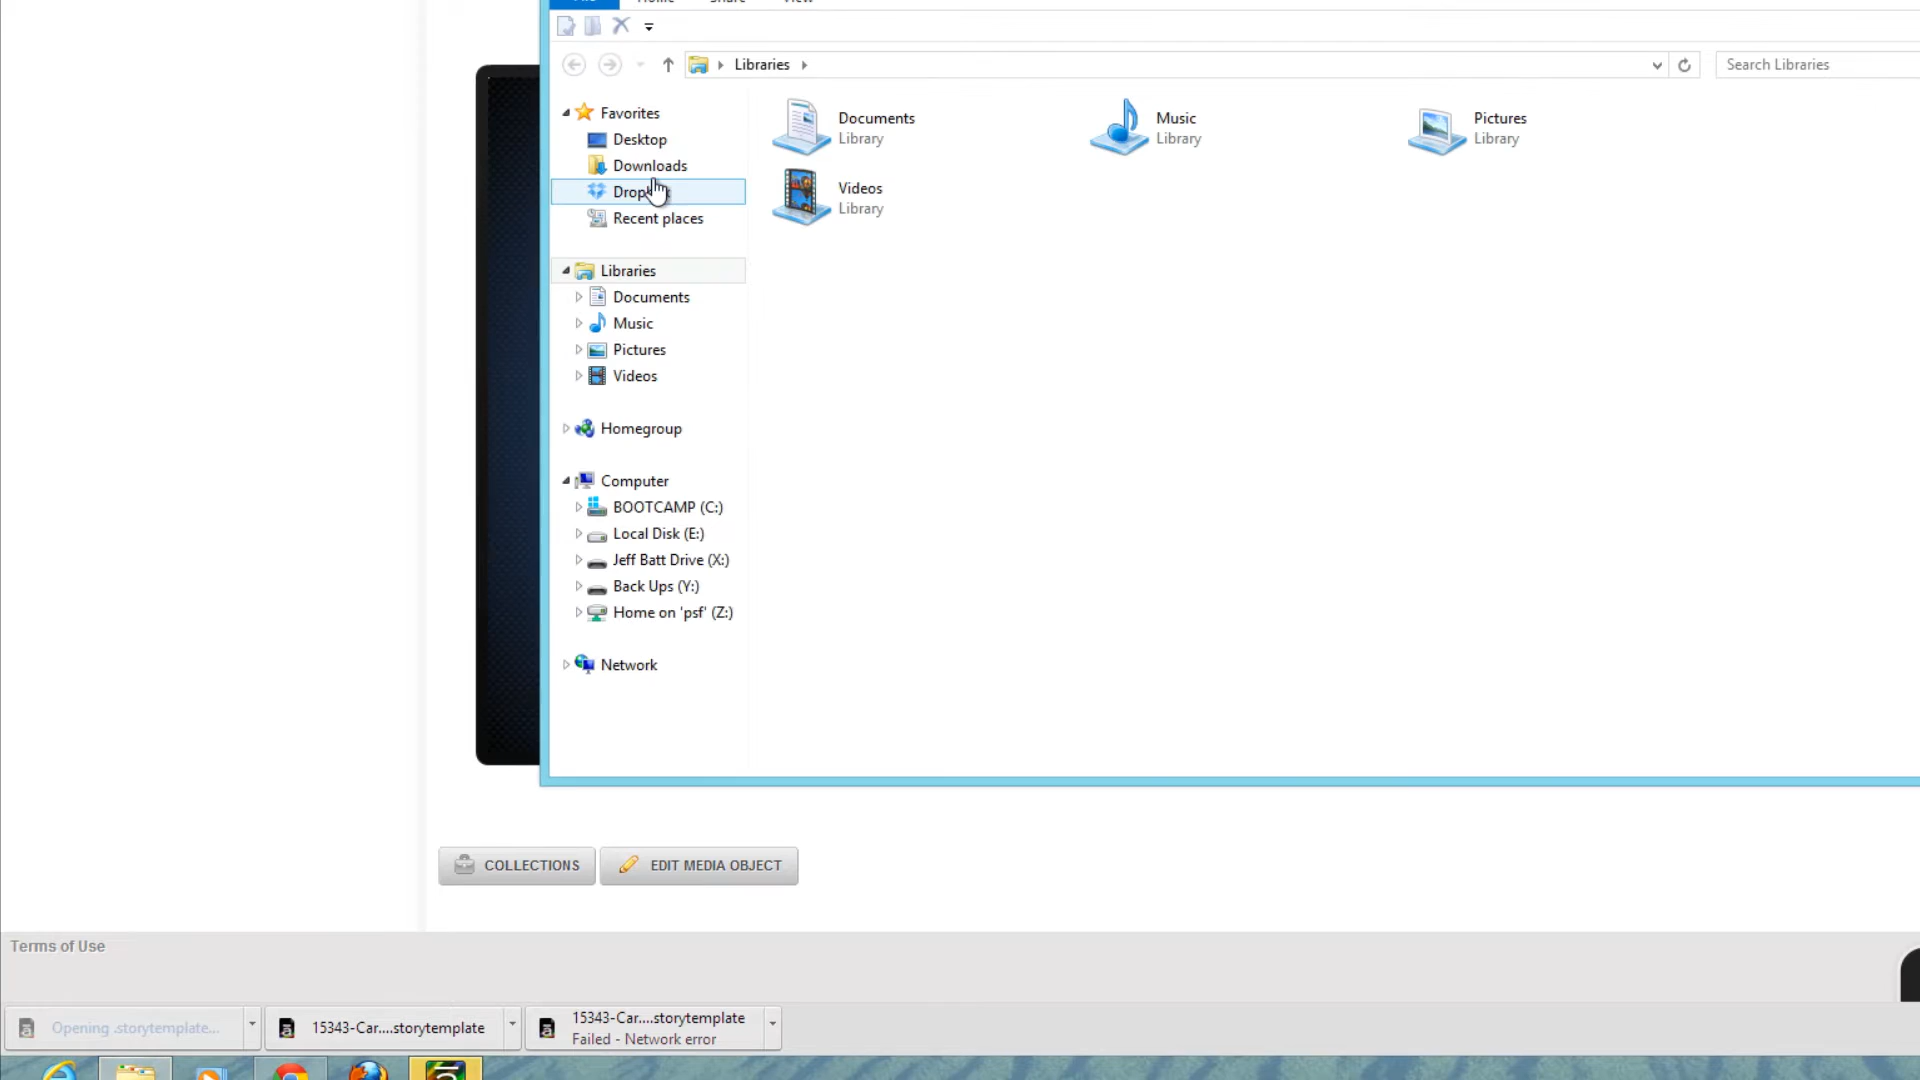 Libraries
Search Libraries
Favorites
Desktop
Downloads
Recent places
Libraries
Documents
Music
Pictures
Videos
Homegroup
Computer
BOOTCAMP (C:)
Local Disk (E:)
Jeff Batt Drive (X:)
Back Ups (Y:)
Home on 'psf' (Z:)
Network
Documents
Library
Music
Library
Pictures
Library
Videos
Library
COLLECTIONS
EDIT MEDIA OBJECT
Terms of Use
Opening .storytemplate...
15343-Car....storytemplate
15343-Car....storytemplate
Failed - Network error